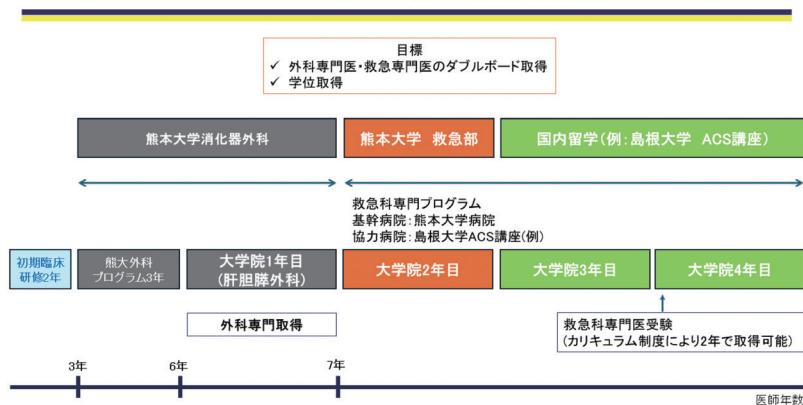 目標
✓ 外科専門医・救急専門医のダブルボード取得
✓ 学位取得
熊本大学消化器外科
熊本大学 救急部
国内留学(例:島根大学 ACS講座)
救急科専門プログラム
基幹病院:熊本大学病院
協力病院:島根大学ACS講座(例)
初期臨床
研修2年
熊大外科
プログラム3年
大学院1年目
(肝胆膵外科)
大学院2年目
大学院3年目
大学院4年目
外科専門取得
救急科専門医受験
(カリキュラム制度により2年で取得可能)
3年
6年
7年
医師年数